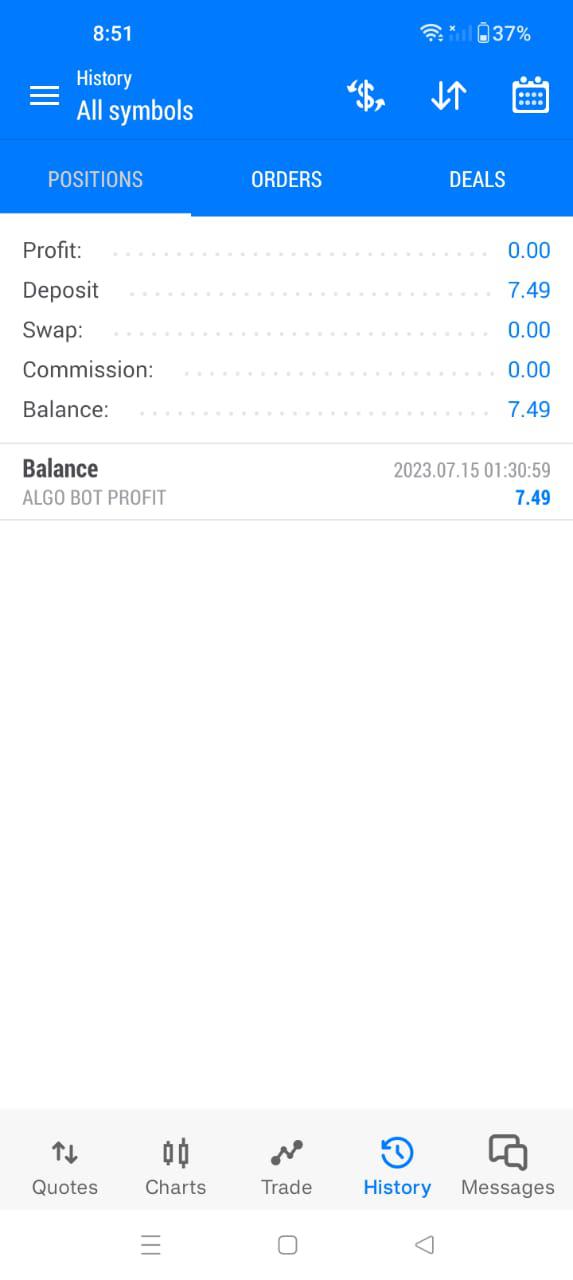 8:51 37%
History
All symbols
POSITIONS ORDERS DEALS
Profit: 0.00
Deposit 7.49
Swap: 0.00
Commission: 0.00
Balance: 7.49
Balance 2023.07.15 01:30:59
ALGO BOT PROFIT 7.49
Quotes Charts Trade History Messages